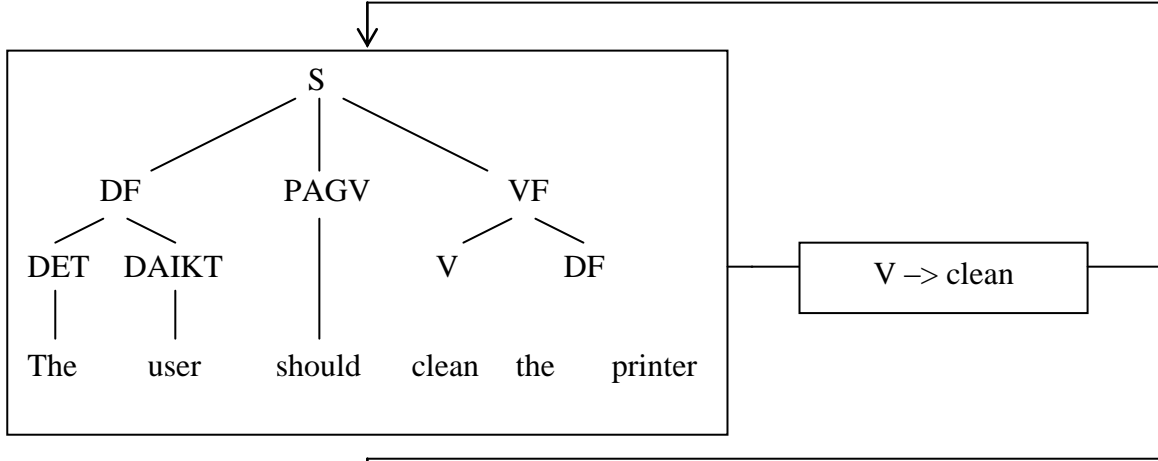 S
DF PAGV VF
DET DAIKT V DF
V –> clean
The user should clean the printer